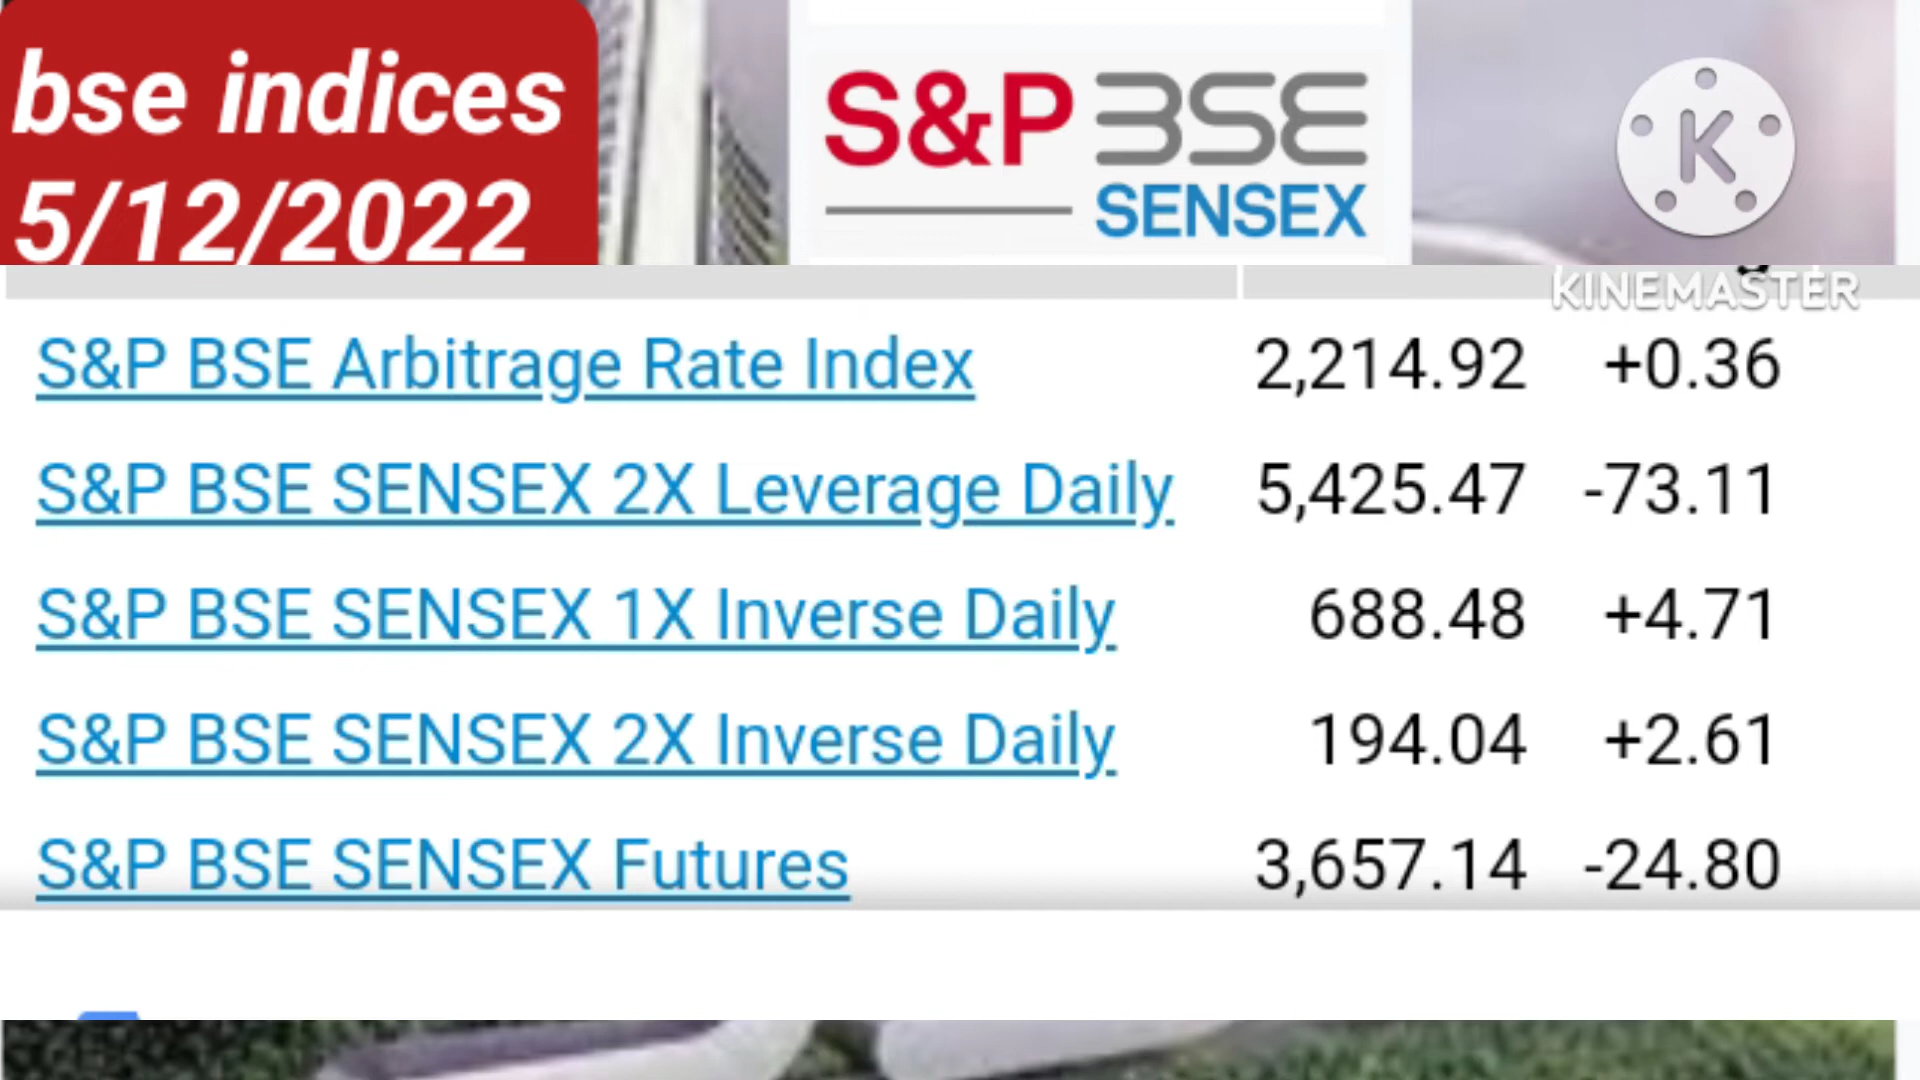 bse indices
5/12/2022
S&P BSE
SENSEX
K
KINEMASTER
S&P BSE Arbitrage Rate Index 2,214.92 +0.36
S&P BSE SENSEX 2X Leverage Daily 5,425.47 -73.11
S&P BSE SENSEX 1X Inverse Daily 688.48 +4.71
S&P BSE SENSEX 2X Inverse Daily 194.04 +2.61
S&P BSE SENSEX Futures 3,657.14 -24.80